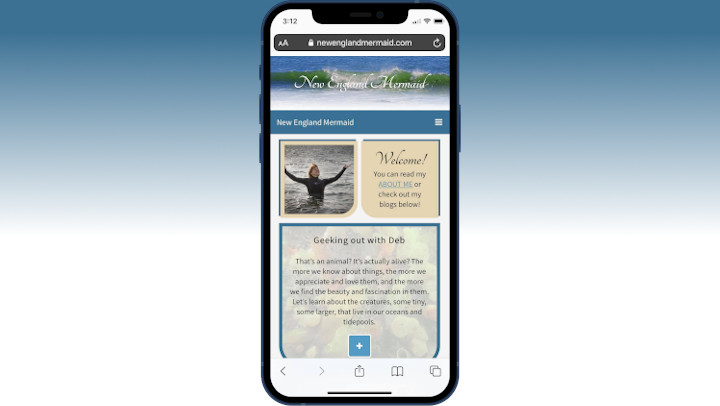 3:12
AA newenglandmermaid.com
New England Mermaid
New England Mermaid
Welcome!
You can read my
ABOUT ME or
check out my
blogs below!
Geeking out with Deb
That's an animal? It's actually alive? The
more we know about things, the more we
appreciate and love them, and the more
we find the beauty and fascination in them.
Let's learn about the creatures, some tiny,
some larger, that live in our oceans and
tidepools.
+